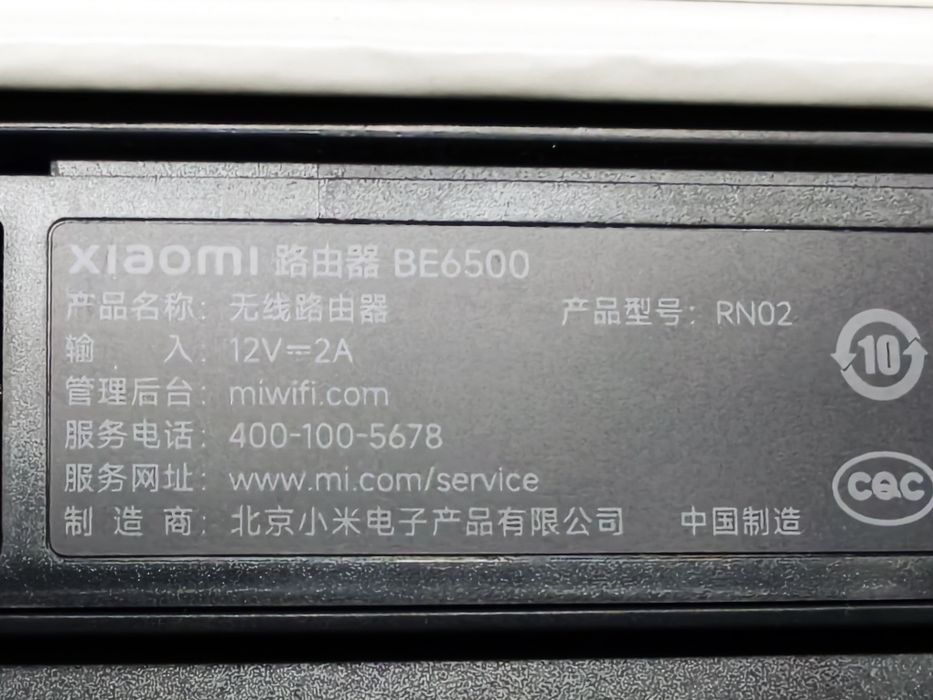 xiaomi 路由器 BE6500
产品名称：无线路由器 产品型号：RN02
输 入：12V⎓2A
管理后台：miwifi.com
服务电话：400-100-5678
服务网址：www.mi.com/service
制 造 商：北京小米电子产品有限公司 中国制造
10
CQC